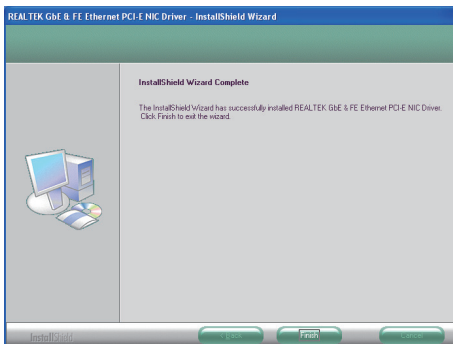 REALTEK GbE & FE Ethernet PCI-E NIC Driver - InstallShield Wizard
InstallShield Wizard Complete
The InstallShield Wizard has successfully installed REALTEK GbE & FE Ethernet PCI-E NIC Driver.
Click Finish to exit the wizard.
InstallShield
< Back Finish Cancel